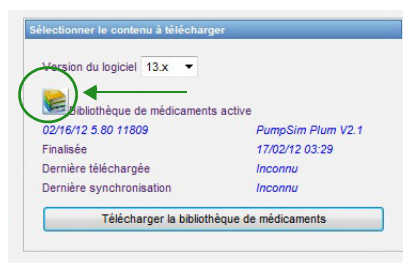 Sélectionner le contenu à télécharger
Version du logiciel 13.x
Bibliothèque de médicaments active
02/16/12 5.80 11809 PumpSim Plum V2.1
Finalisée 17/02/12 03:29
Dernière téléchargée Inconnu
Dernière synchronisation Inconnu
Télécharger la bibliothèque de médicaments